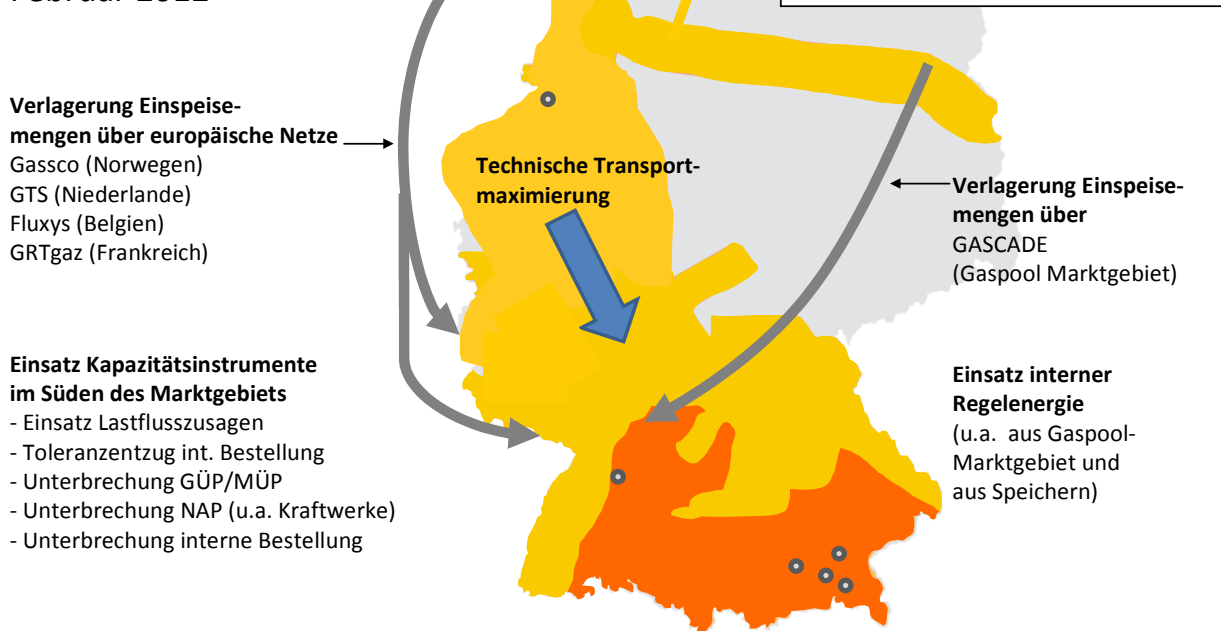 Verlagerung Einspeise-
mengen über europäische Netze
Gassco (Norwegen)
GTS (Niederlande)
Fluxys (Belgien)
GRTgaz (Frankreich)
Technische Transport-
maximierung
Verlagerung Einspeise-
mengen über
GASCADE
(Gaspool Marktgebiet)
Einsatz Kapazitätsinstrumente
im Süden des Marktgebiets
- Einsatz Lastflusszusagen
- Toleranzentzug int. Bestellung
- Unterbrechung GÜP/MÜP
- Unterbrechung NAP (u.a. Kraftwerke)
- Unterbrechung interne Bestellung
Einsatz interner
Regelenergie
(u.a. aus Gaspool-
Marktgebiet und
aus Speichern)